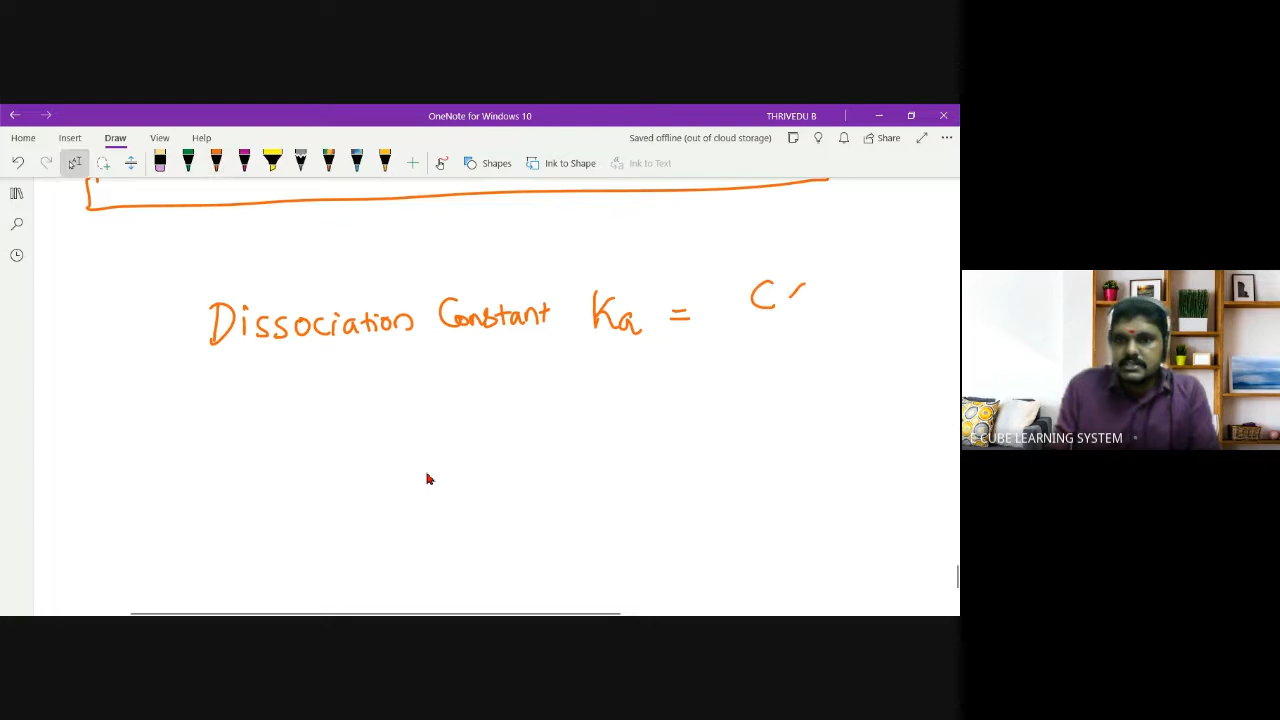 OneNote for Windows 10
THRIVEDU B
Home Insert Draw View Help
Saved offline (out of cloud storage)
Share
Shapes
Ink to Shape
Ink to Text
Dissociation Constant Ka = C
C CUBE LEARNING SYSTEM